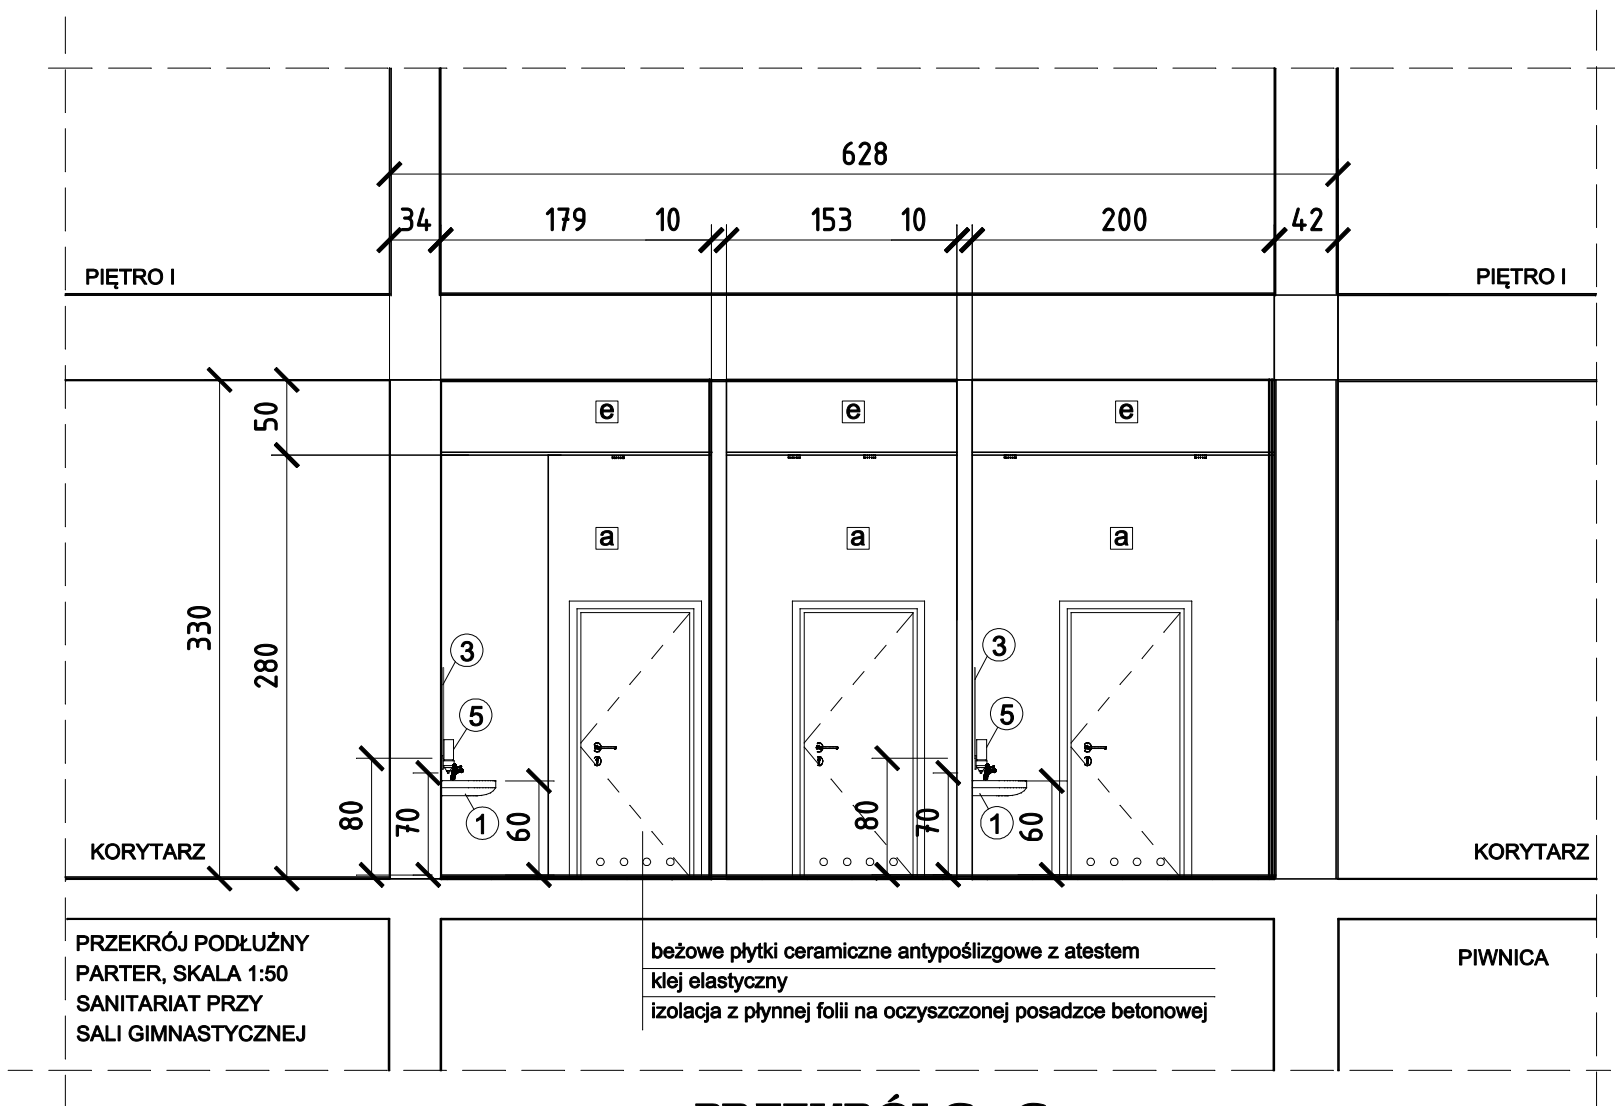 628
34 179 10 153 10 200 42
PIĘTRO I PIĘTRO I
50
e e e
a a a
330
280
3 3
5 5
80 70 1 60 80 70 1 60
KORYTARZ KORYTARZ
PRZEKRÓJ PODŁUŻNY
PARTER, SKALA 1:50
SANITARIAT PRZY
SALI GIMNASTYCZNEJ
beżowe płytki ceramiczne antypoślizgowe z atestem
klej elastyczny
izolacja z płynnej folii na oczyszczonej posadzce betonowej
PIWNICA